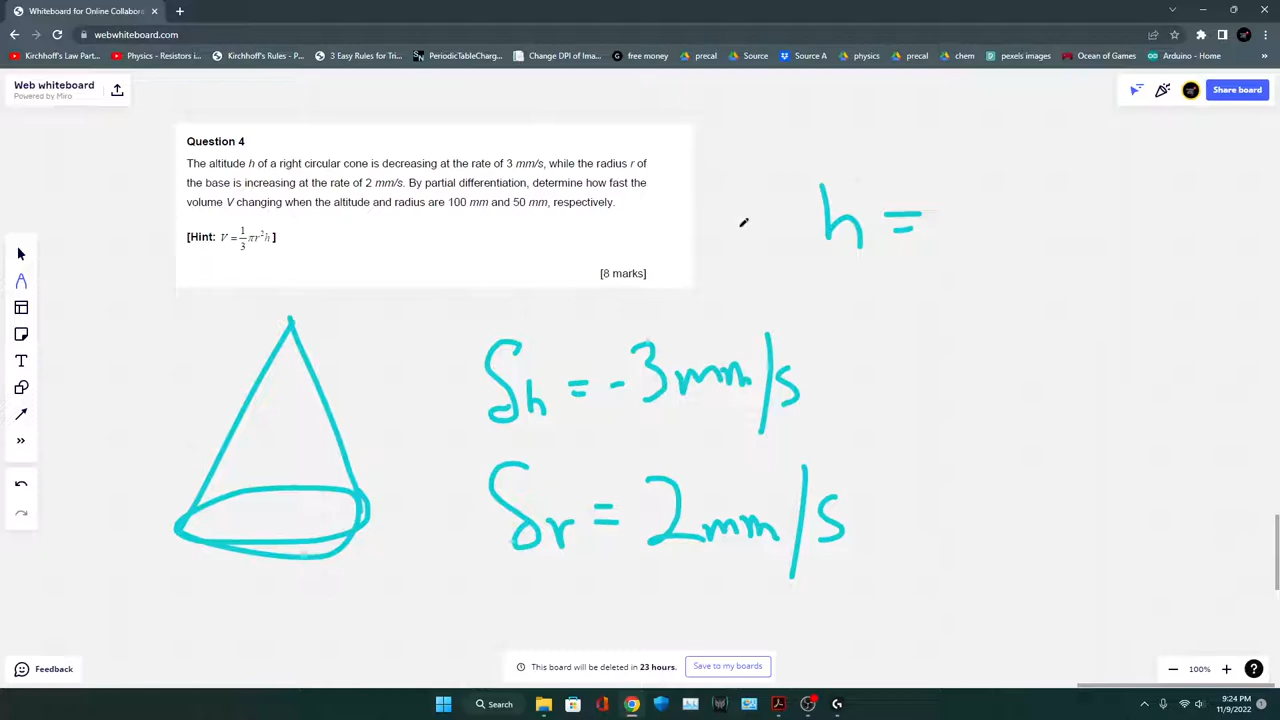 Whiteboard for Online Collabora
webwhiteboard.com
Kirchhoff's Law Part...
Physics - Resistors i...
Kirchhoff's Rules - P...
3 Easy Rules for Tri...
PeriodicTableCharg...
Change DPI of Ima...
free money
precal
Source
Source A
physics
precal
chem
pexels images
Ocean of Games
Arduino - Home
Web whiteboard
Powered by Miro
Share board
Question 4
The altitude h of a right circular cone is decreasing at the rate of 3 mm/s, while the radius r of
the base is increasing at the rate of 2 mm/s. By partial differentiation, determine how fast the
volume V changing when the altitude and radius are 100 mm and 50 mm, respectively.
[Hint: V = 1/3 πr²h ]
[8 marks]
h =
δh = -3mm/s
δr = 2mm/s
Feedback
This board will be deleted in 23 hours.
Save to my boards
100%
Search
9:24 PM
11/9/2022